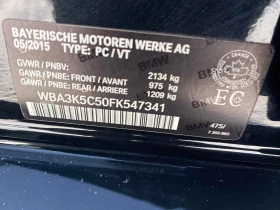 BAYERISCHE MOTOREN WERKE AG
05/2015 TYPE: PC / VT
GVWR / PNBV: 2134 kg
GAWR / PNBE: FRONT / AVANT 975 kg
GAWR / PNBE: REAR / ARRIERE 1209 kg
WBA3K5C50FK547341
EC
475/